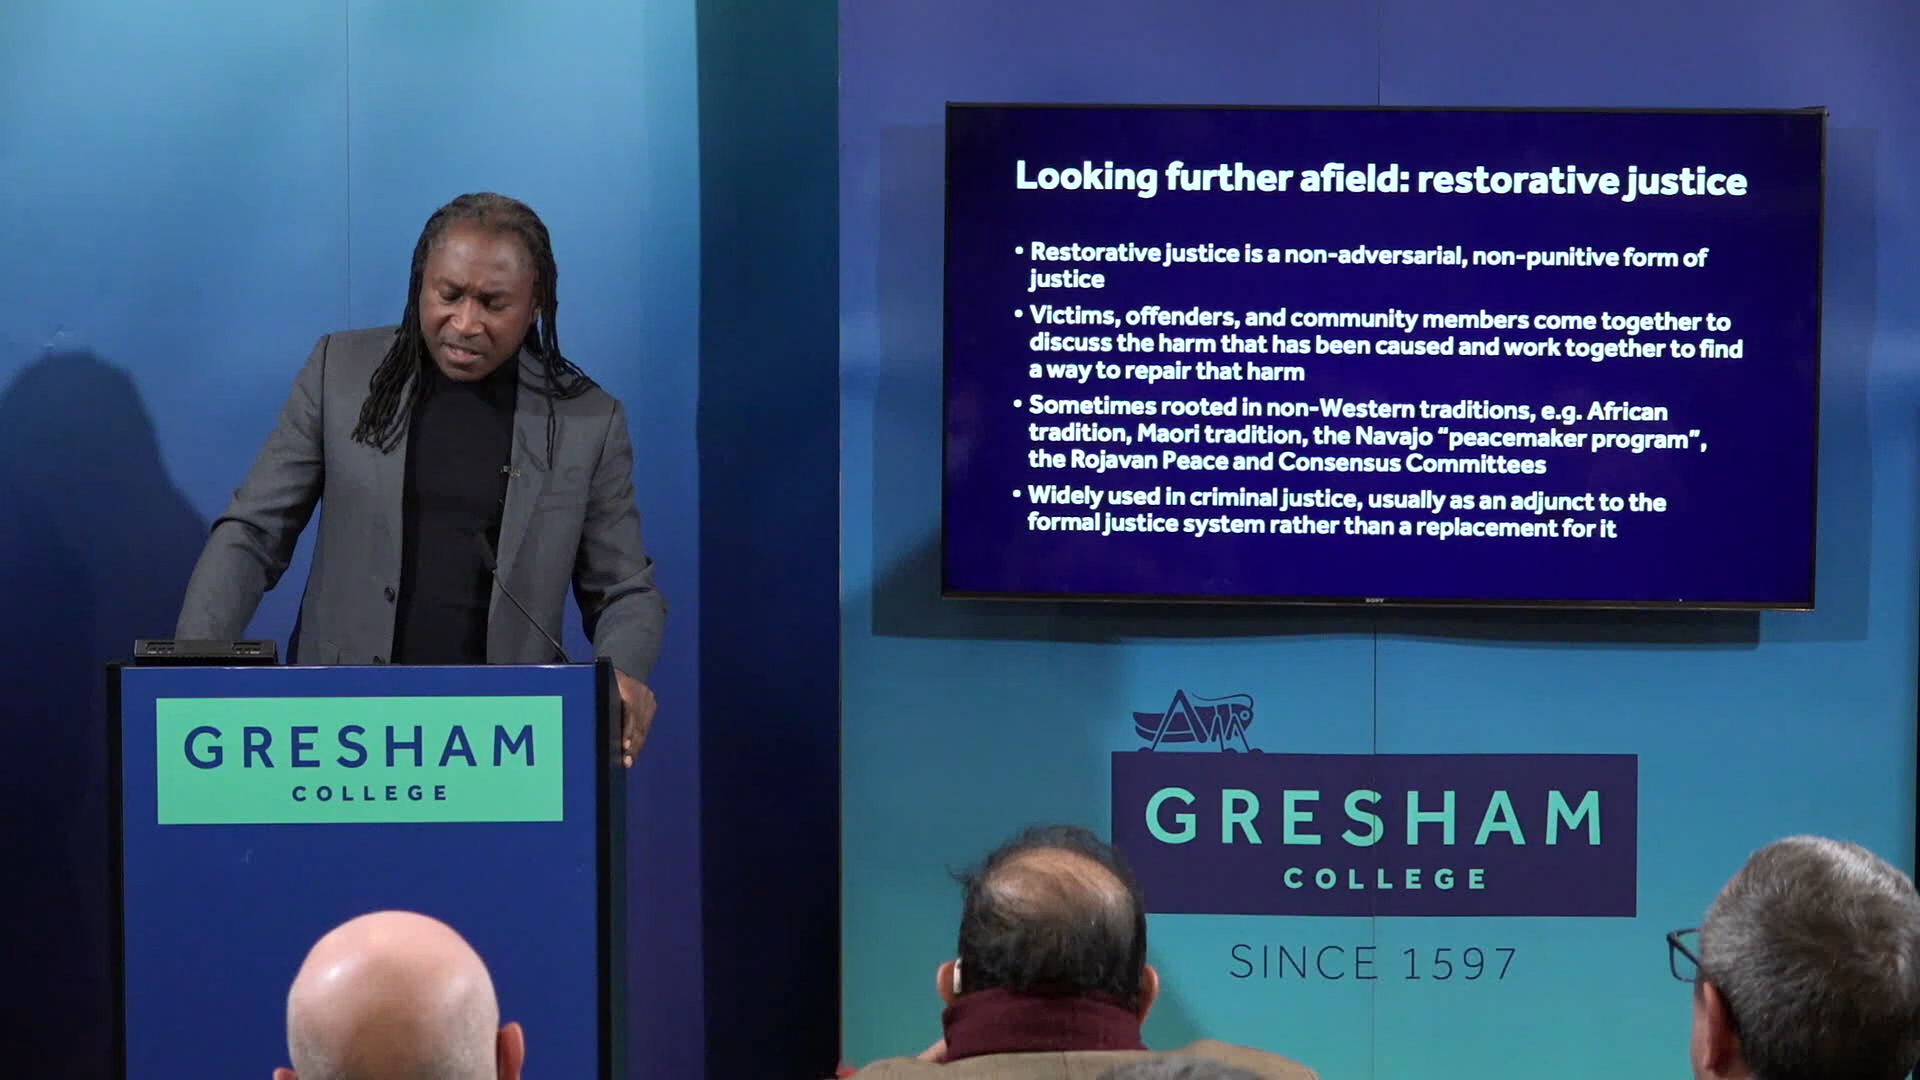 Looking further afield: restorative justice
• Restorative justice is a non-adversarial, non-punitive form of
justice
• Victims, offenders, and community members come together to
discuss the harm that has been caused and work together to find
a way to repair that harm
• Sometimes rooted in non-Western traditions, e.g. African
tradition, Maori tradition, the Navajo “peacemaker program”,
the Rojavan Peace and Consensus Committees
• Widely used in criminal justice, usually as an adjunct to the
formal justice system rather than a replacement for it
SONY
GRESHAM
COLLEGE
GRESHAM
COLLEGE
SINCE 1597